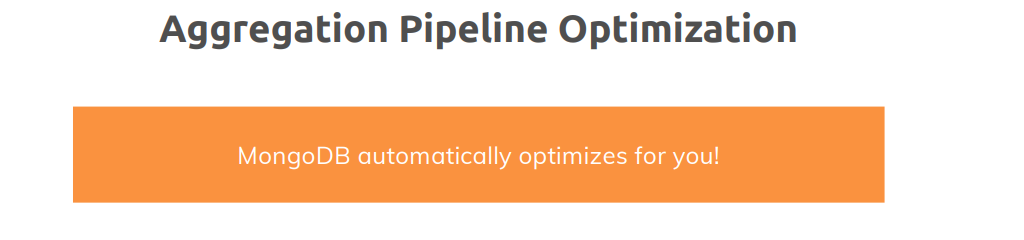 Aggregation Pipeline Optimization
MongoDB automatically optimizes for you!